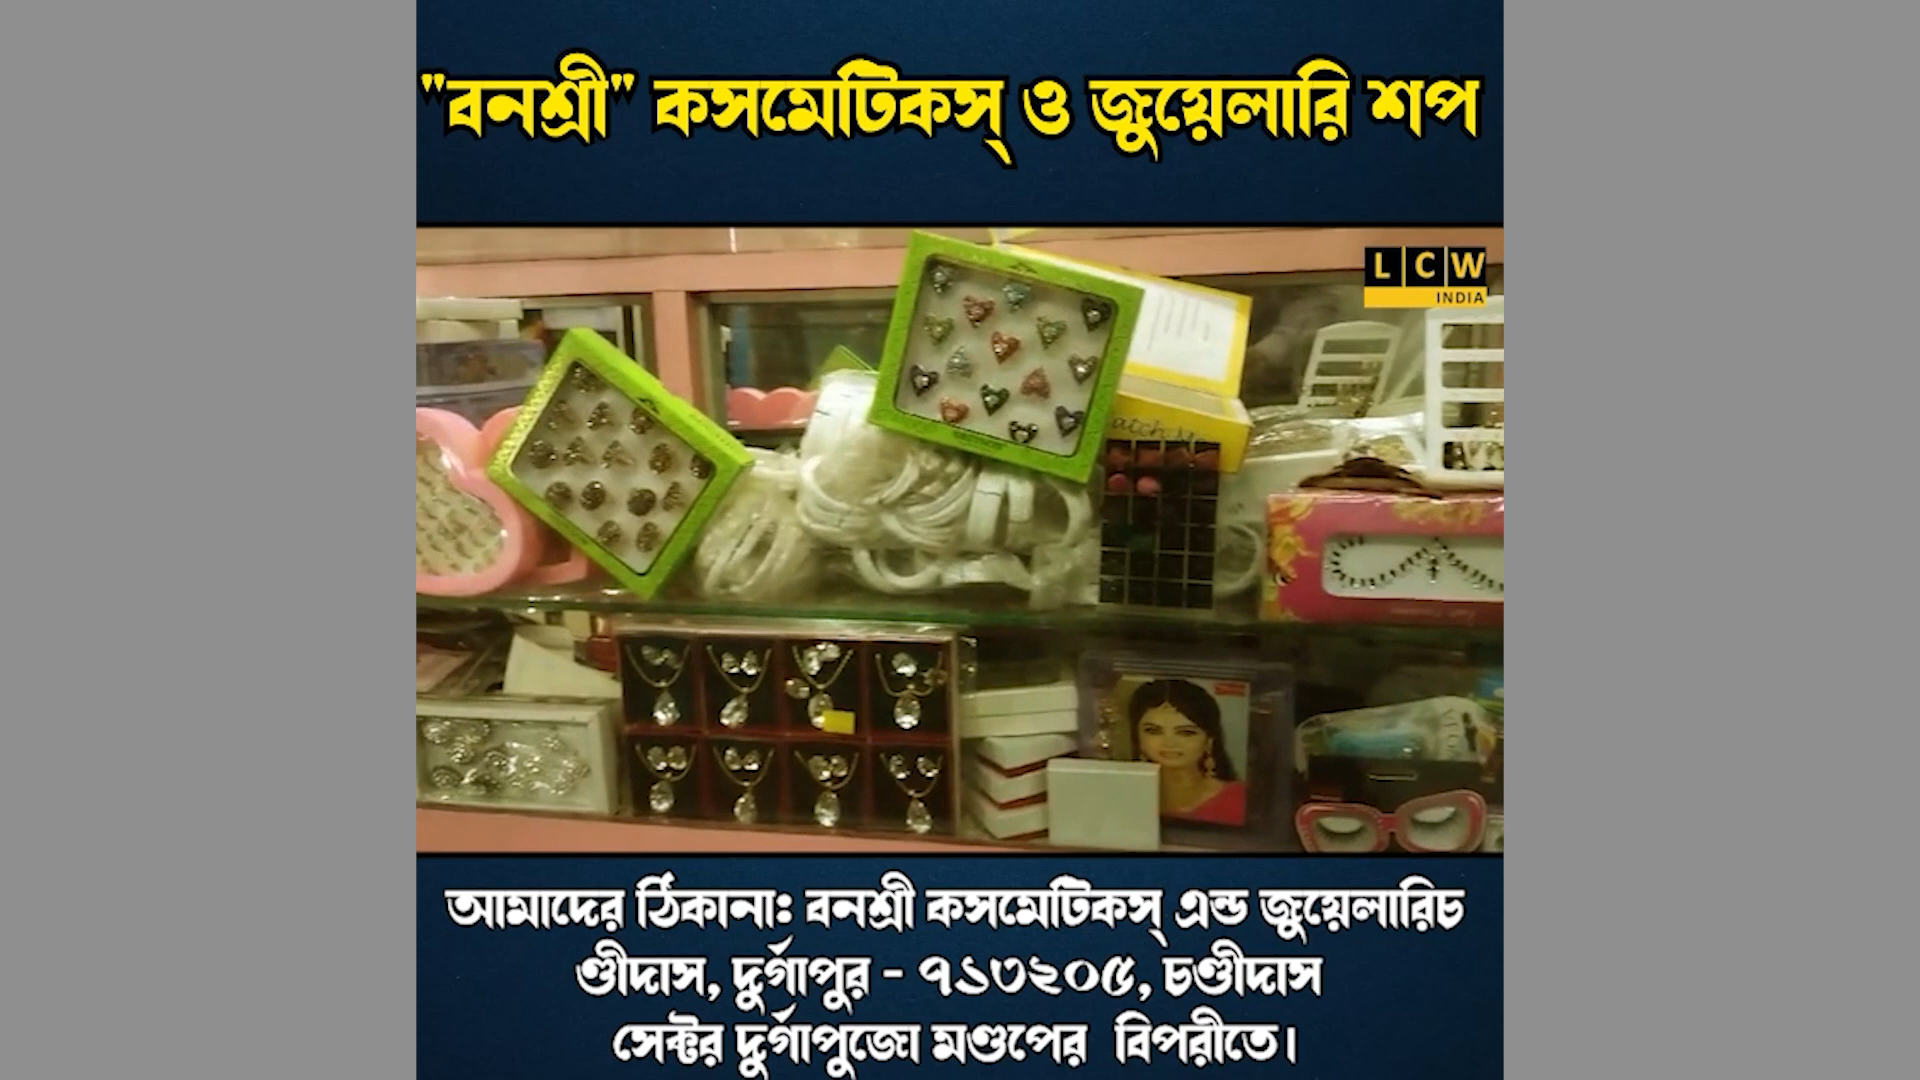 "বনশ্রী" কসমেটিকস্ ও জুয়েলারি শপ
L C W
INDIA
আমাদের ঠিকানাঃ বনশ্রী কসমেটিকস্ এন্ড জুয়েলারিচ
ণ্ডীদাস, দুর্গাপুর - ৭১৩২০৫, চণ্ডীদাস
সেক্টর দুর্গাপুজো মণ্ডপের বিপরীতে।